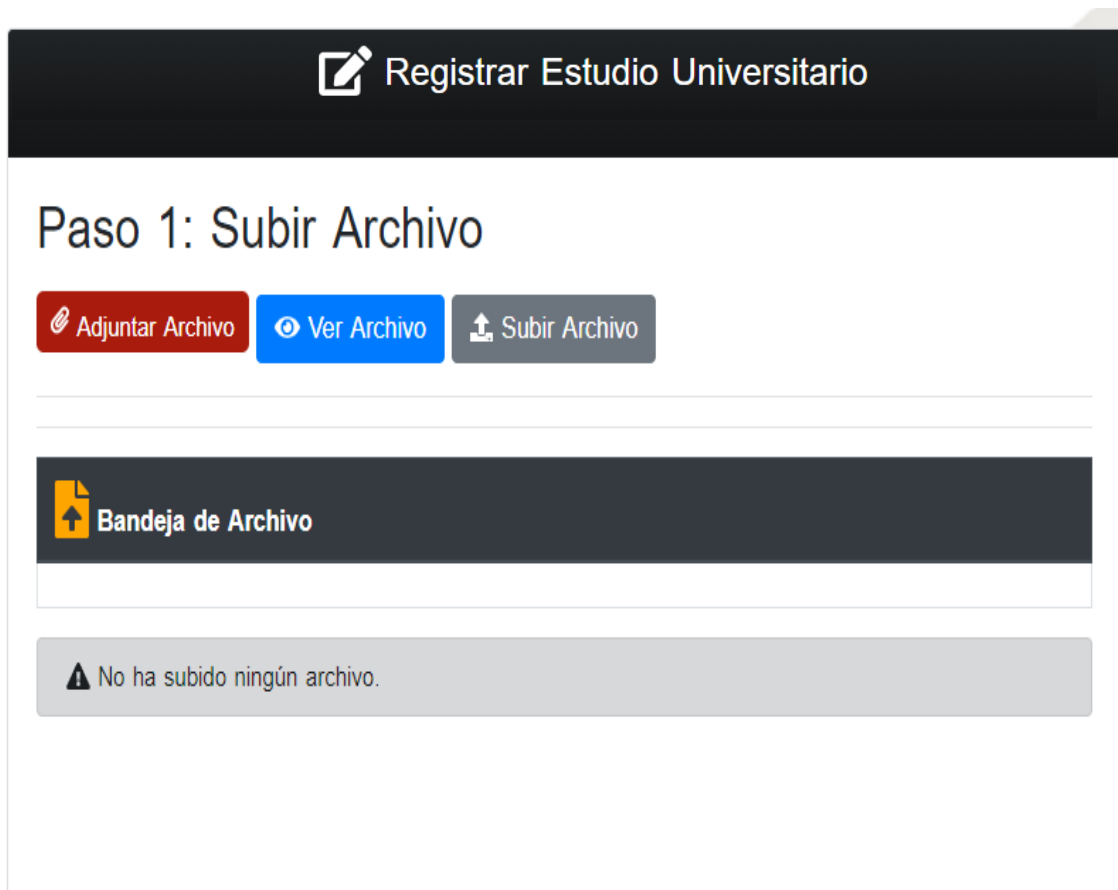 Registrar Estudio Universitario
Paso 1: Subir Archivo
Adjuntar Archivo Ver Archivo Subir Archivo
Bandeja de Archivo
No ha subido ningún archivo.